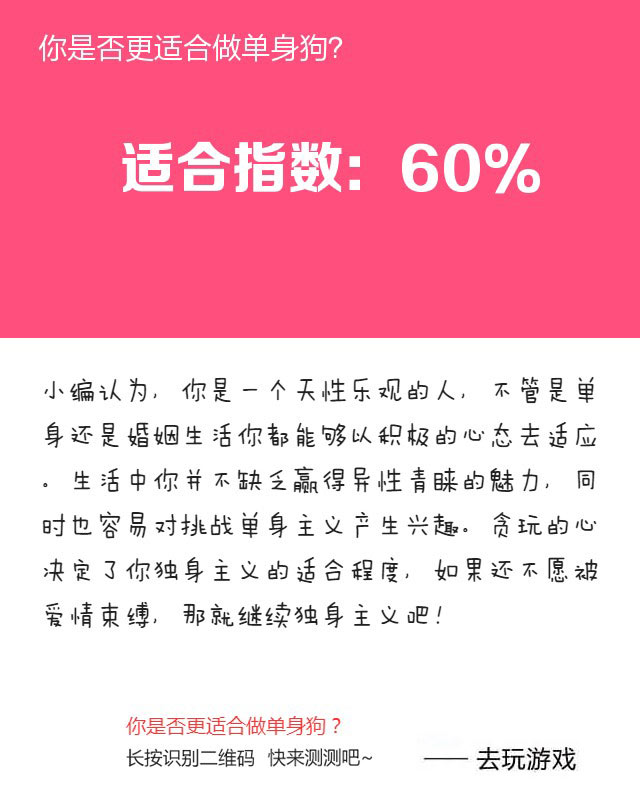 你是否更适合做单身狗?
适合指数: 60%
小编认为, 你是一个天性乐观的人, 不管是单
身还是婚姻生活你都能够以积极的心态去适应
。生活中你并不缺乏赢得异性青睐的魅力, 同
时也容易对挑战单身主义产生兴趣。贪玩的心
决定了你独身主义的适合程度, 如果还不愿被
爱情束缚, 那就继续独身主义吧!
你是否更适合做单身狗？
长按识别二维码 快来测测吧~
—— 去玩游戏